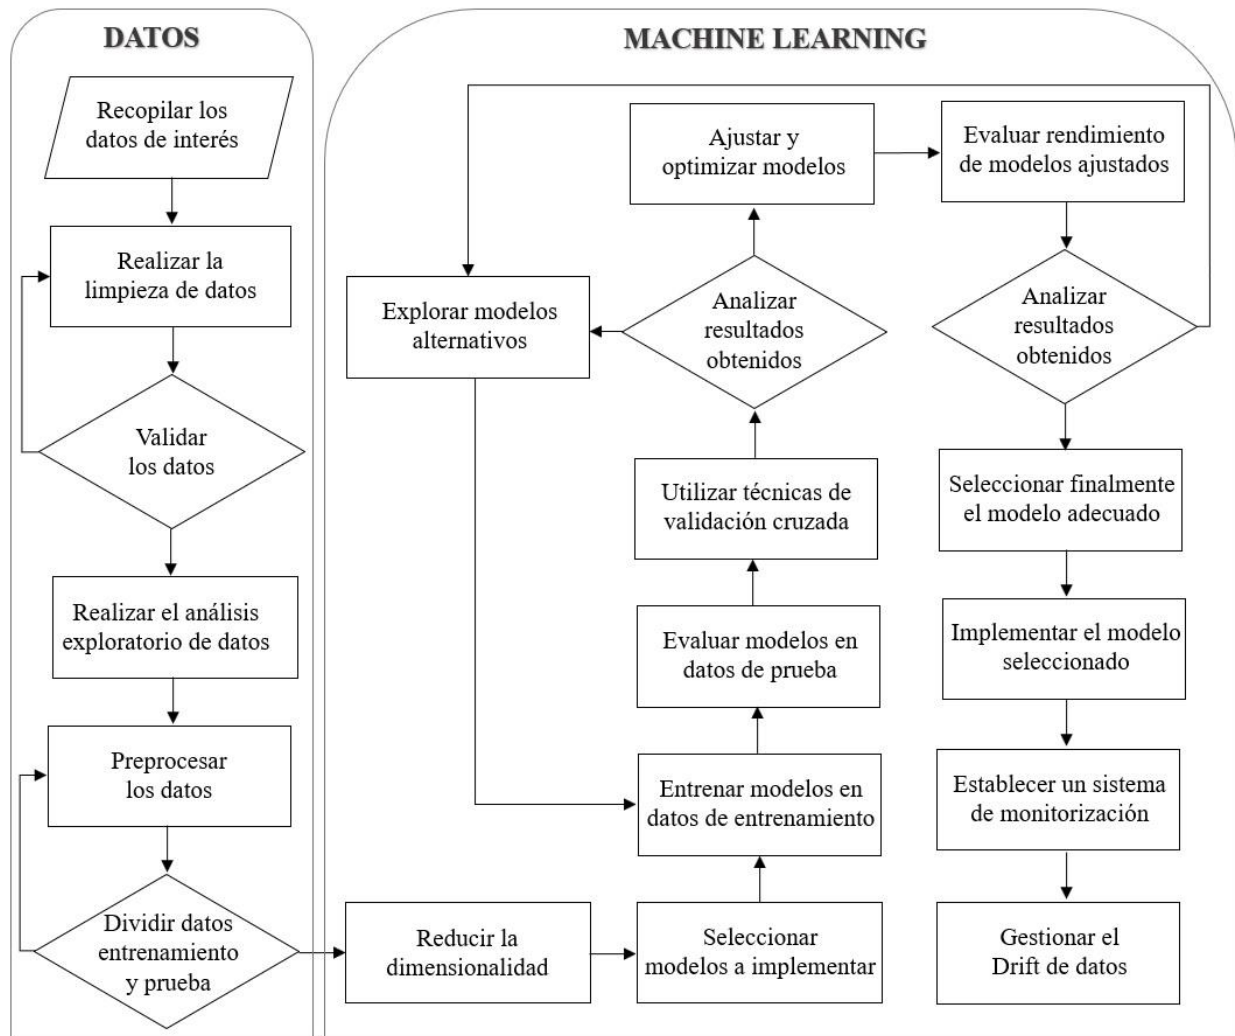 DATOS
Recopilar los
datos de interés
Realizar la
limpieza de datos
Validar
los datos
Realizar el análisis
exploratorio de datos
Preprocesar
los datos
Dividir datos
entrenamiento
y prueba
MACHINE LEARNING
Reducir la
dimensionalidad
Seleccionar
modelos a implementar
Entrenar modelos en
datos de entrenamiento
Evaluar modelos en
datos de prueba
Utilizar técnicas de
validación cruzada
Analizar
resultados
obtenidos
Explorar modelos
alternativos
Ajustar y
optimizar modelos
Evaluar rendimiento
de modelos ajustados
Analizar
resultados
obtenidos
Seleccionar finalmente
el modelo adecuado
Implementar el modelo
seleccionado
Establecer un sistema
de monitorización
Gestionar el
Drift de datos